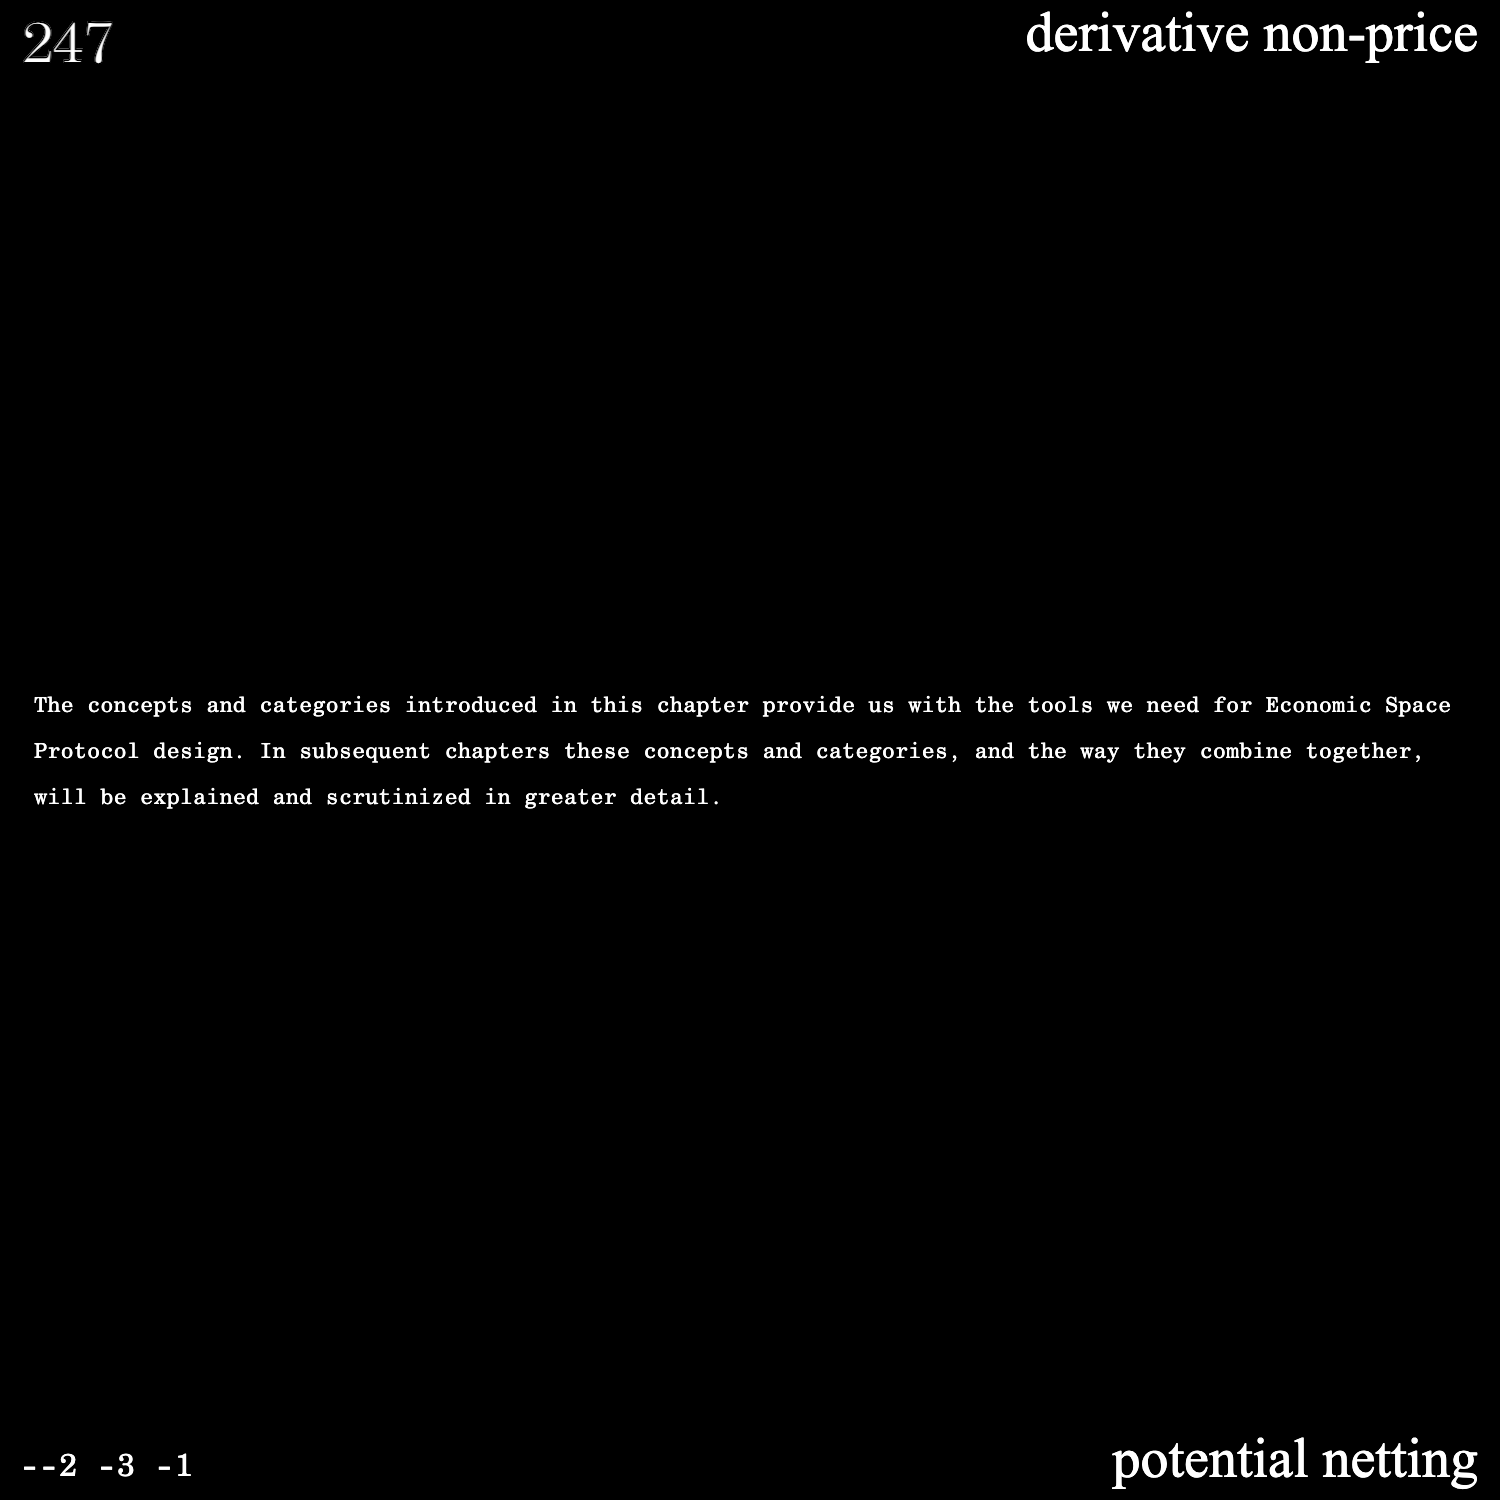 247
derivative non-price
The concepts and categories introduced in this chapter provide us with the tools we need for Economic Space
Protocol design. In subsequent chapters these concepts and categories, and the way they combine together,
will be explained and scrutinized in greater detail.
--2 -3 -1
potential netting